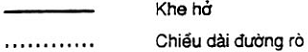 Khe hở
Chiều dài đường rò